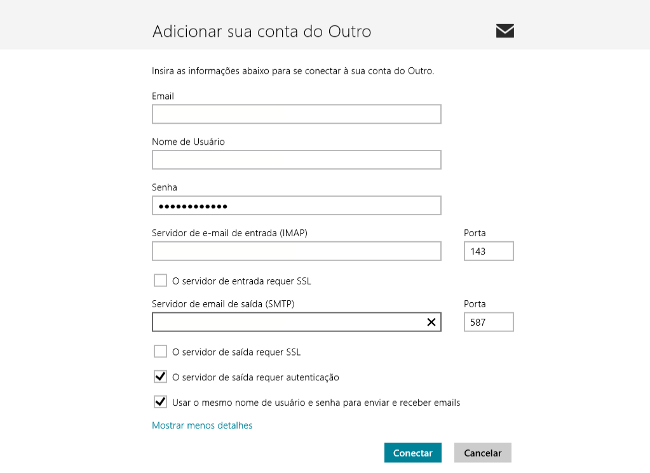 Adicionar sua conta do Outro
Insira as informações abaixo para se conectar à sua conta do Outro.
Email
Nome de Usuário
Senha
••••••••••••
Servidor de e-mail de entrada (IMAP)
Porta
143
O servidor de entrada requer SSL
Servidor de email de saída (SMTP)
Porta
587
O servidor de saída requer SSL
O servidor de saída requer autenticação
Usar o mesmo nome de usuário e senha para enviar e receber emails
Mostrar menos detalhes
Conectar
Cancelar